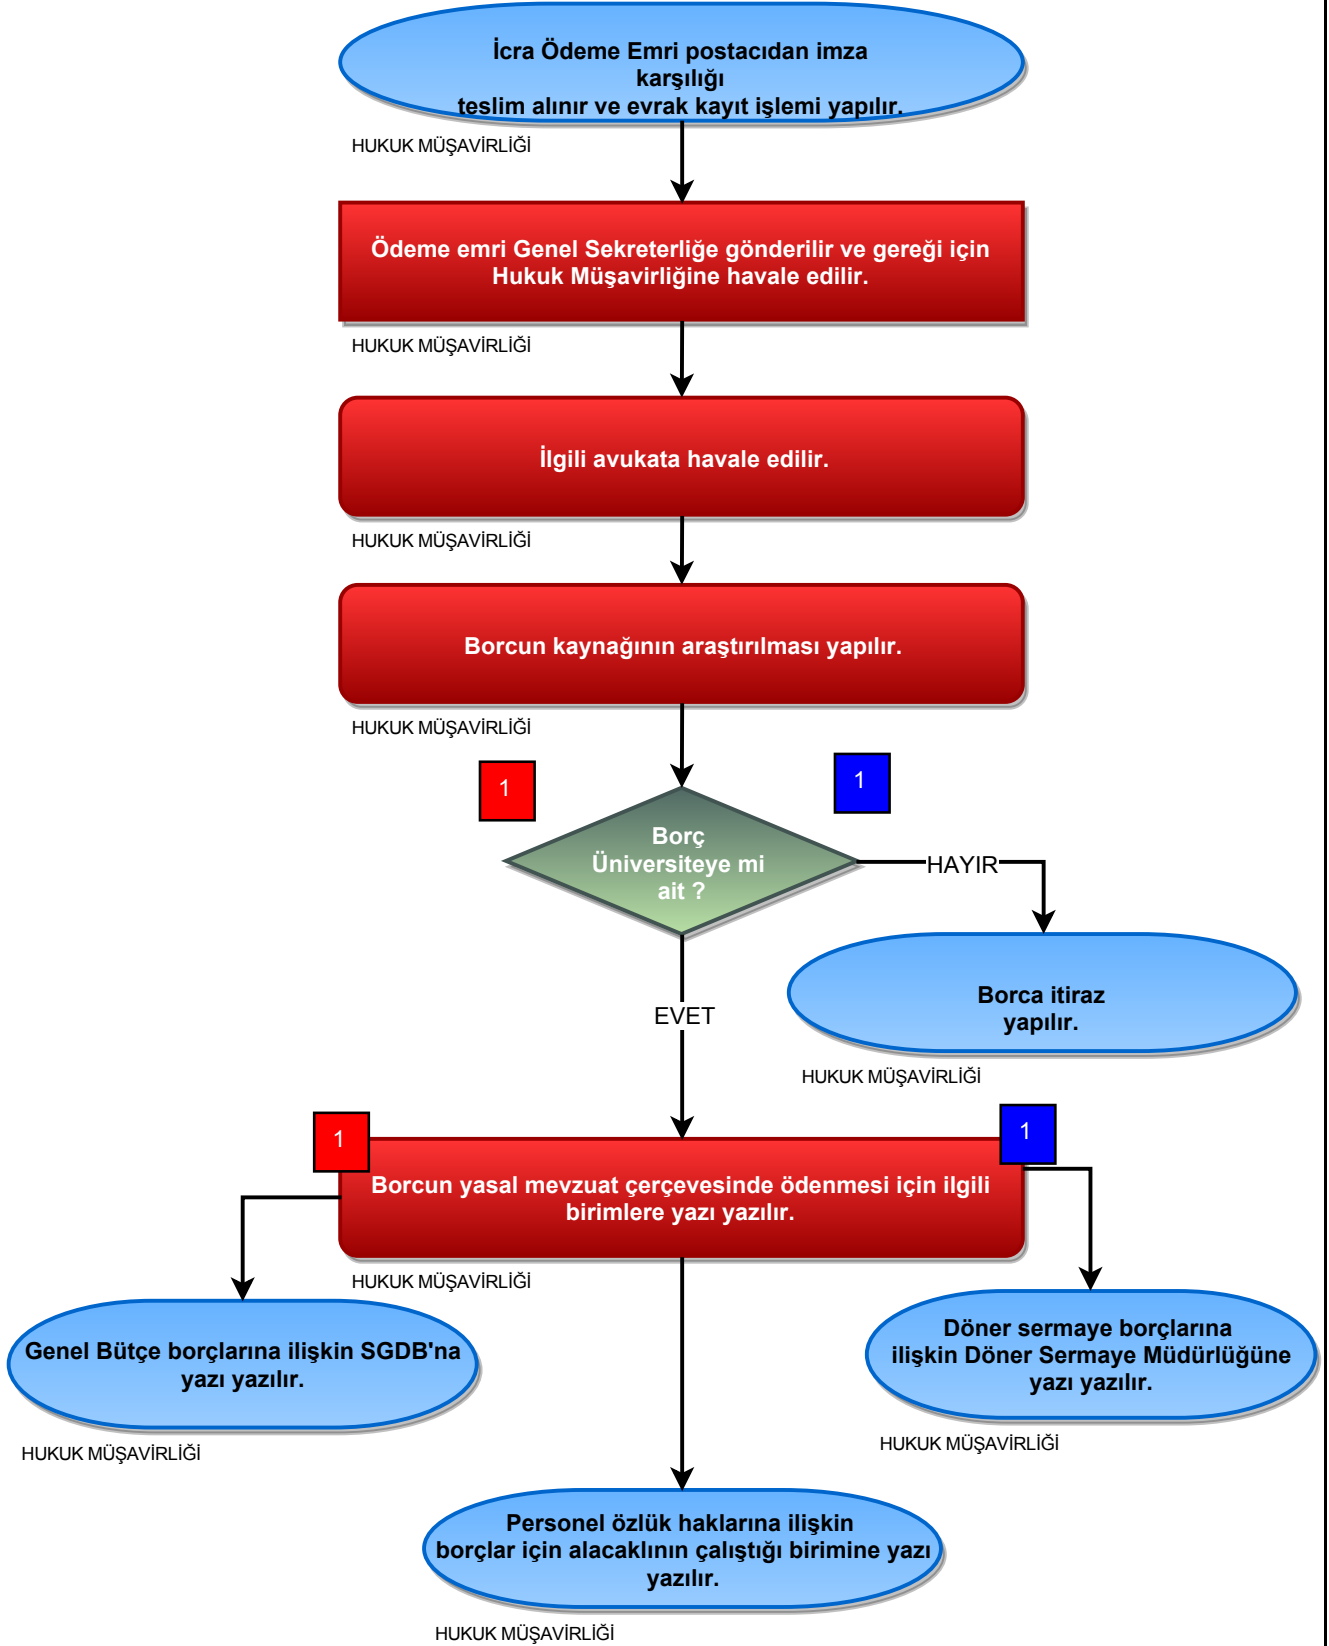 İcra Ödeme Emri postacıdan imza
karşılığı
teslim alınır ve evrak kayıt işlemi yapılır.
HUKUK MÜŞAVİRLİĞİ
Ödeme emri Genel Sekreterliğe gönderilir ve gereği için
Hukuk Müşavirliğine havale edilir.
HUKUK MÜŞAVİRLİĞİ
İlgili avukata havale edilir.
HUKUK MÜŞAVİRLİĞİ
Borcun kaynağının araştırılması yapılır.
HUKUK MÜŞAVİRLİĞİ
1
1
Borç
Üniversiteye mi
ait ?
HAYIR
Borca itiraz
yapılır.
HUKUK MÜŞAVİRLİĞİ
EVET
1
1
Borcun yasal mevzuat çerçevesinde ödenmesi için ilgili
birimlere yazı yazılır.
HUKUK MÜŞAVİRLİĞİ
Genel Bütçe borçlarına ilişkin SGDB'na
yazı yazılır.
HUKUK MÜŞAVİRLİĞİ
Döner sermaye borçlarına
ilişkin Döner Sermaye Müdürlüğüne
yazı yazılır.
HUKUK MÜŞAVİRLİĞİ
Personel özlük haklarına ilişkin
borçlar için alacaklının çalıştığı birimine yazı
yazılır.
HUKUK MÜŞAVİRLİĞİ